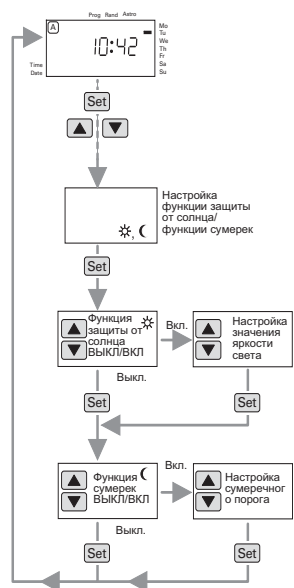 Prog Rand Astro
A
10:42
Mo
Tu
We
Th
Fr
Sa
Su
Time
Date
Set
Настройка
функции защиты
от солнца/
функции сумерек
Set
Функция
защиты от
солнца
ВЫКЛ/ВКЛ
Вкл.
Настройка
значения
яркости
света
Выкл.
Set
Set
Функция
сумерек
ВЫКЛ/ВКЛ
Вкл.
Настройка
сумеречног
о порога
Выкл.
Set
Set